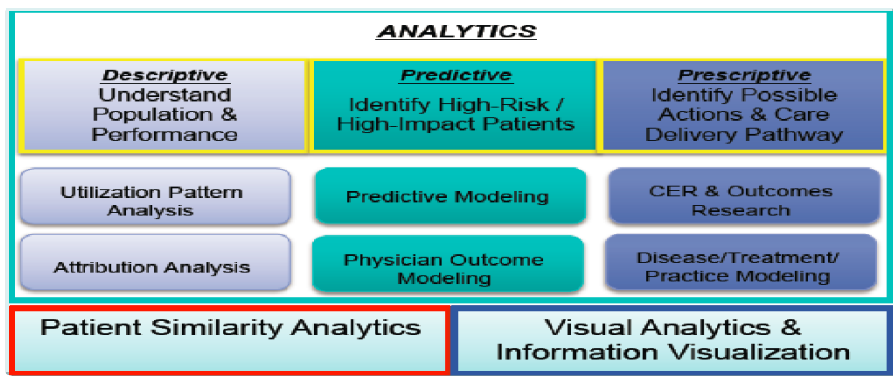 ANALYTICS
Descriptive
Understand
Population &
Performance
Predictive
Identify High-Risk /
High-Impact Patients
Prescriptive
Identify Possible
Actions & Care
Delivery Pathway
Utilization Pattern
Analysis
Predictive Modeling
CER & Outcomes
Research
Attribution Analysis
Physician Outcome
Modeling
Disease/Treatment/
Practice Modeling
Patient Similarity Analytics
Visual Analytics &
Information Visualization